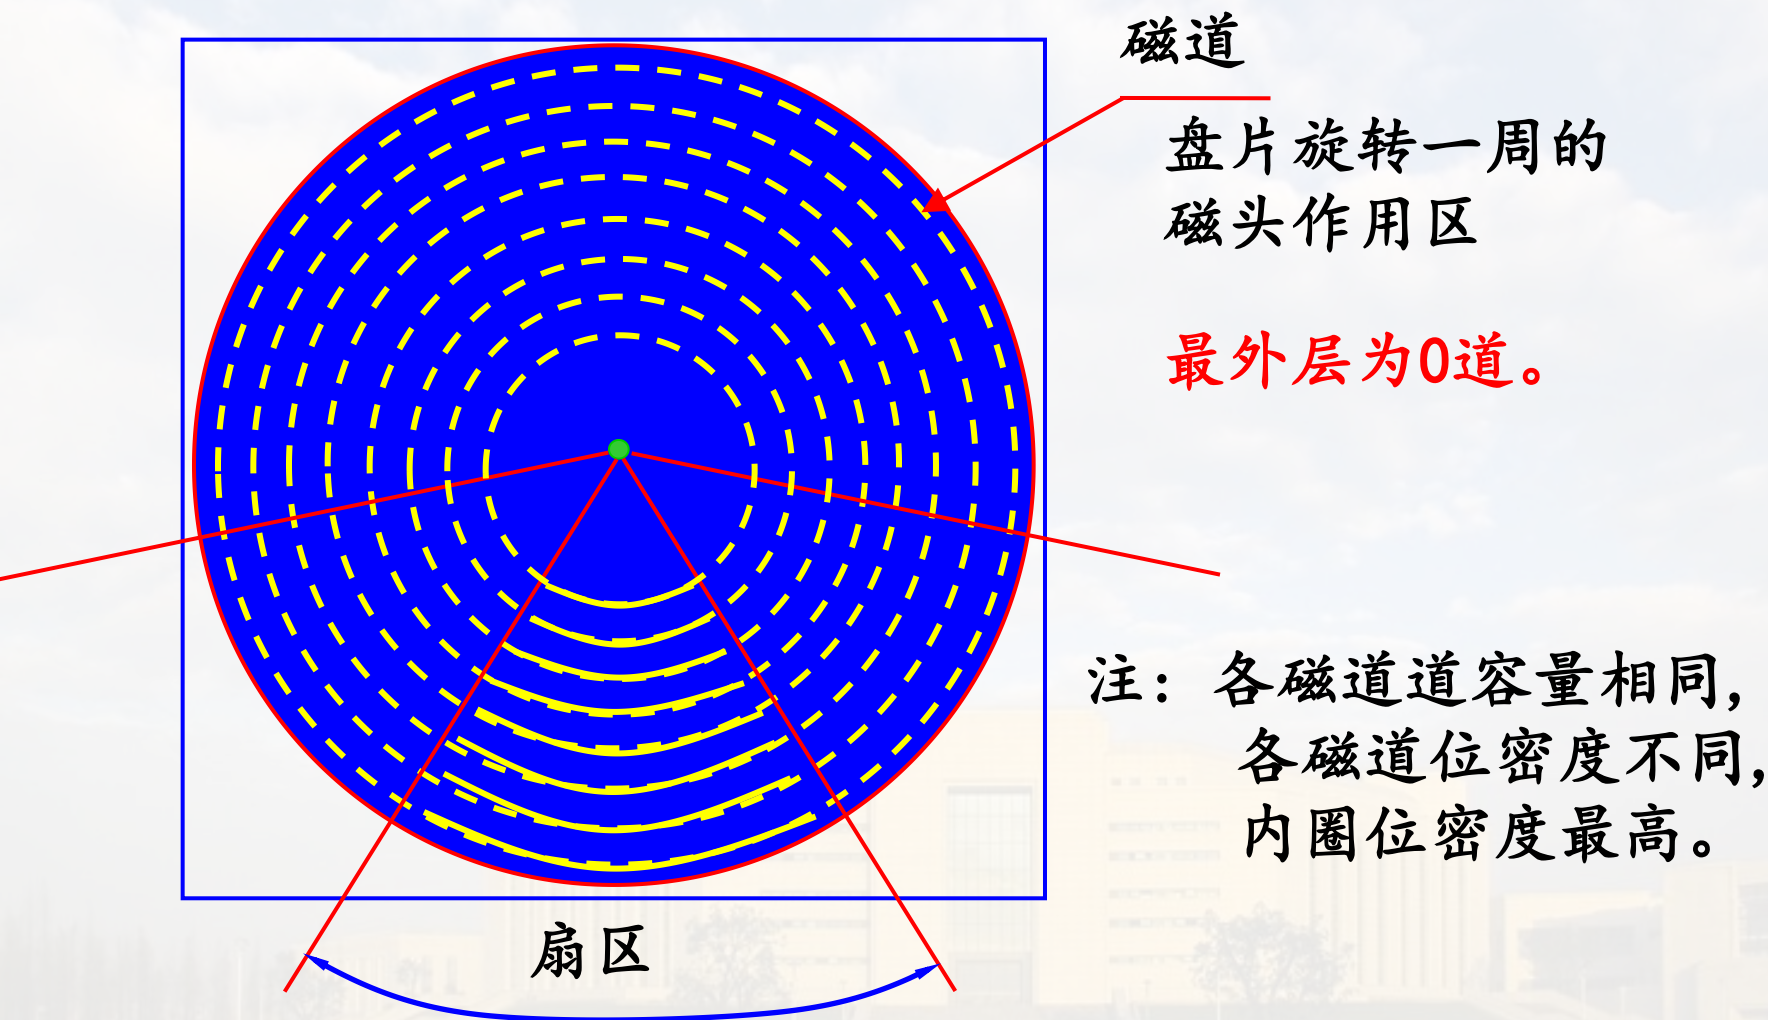 磁道
盘片旋转一周的
磁头作用区
最外层为0道。
注：各磁道道容量相同，
各磁道位密度不同，
内圈位密度最高。
扇区